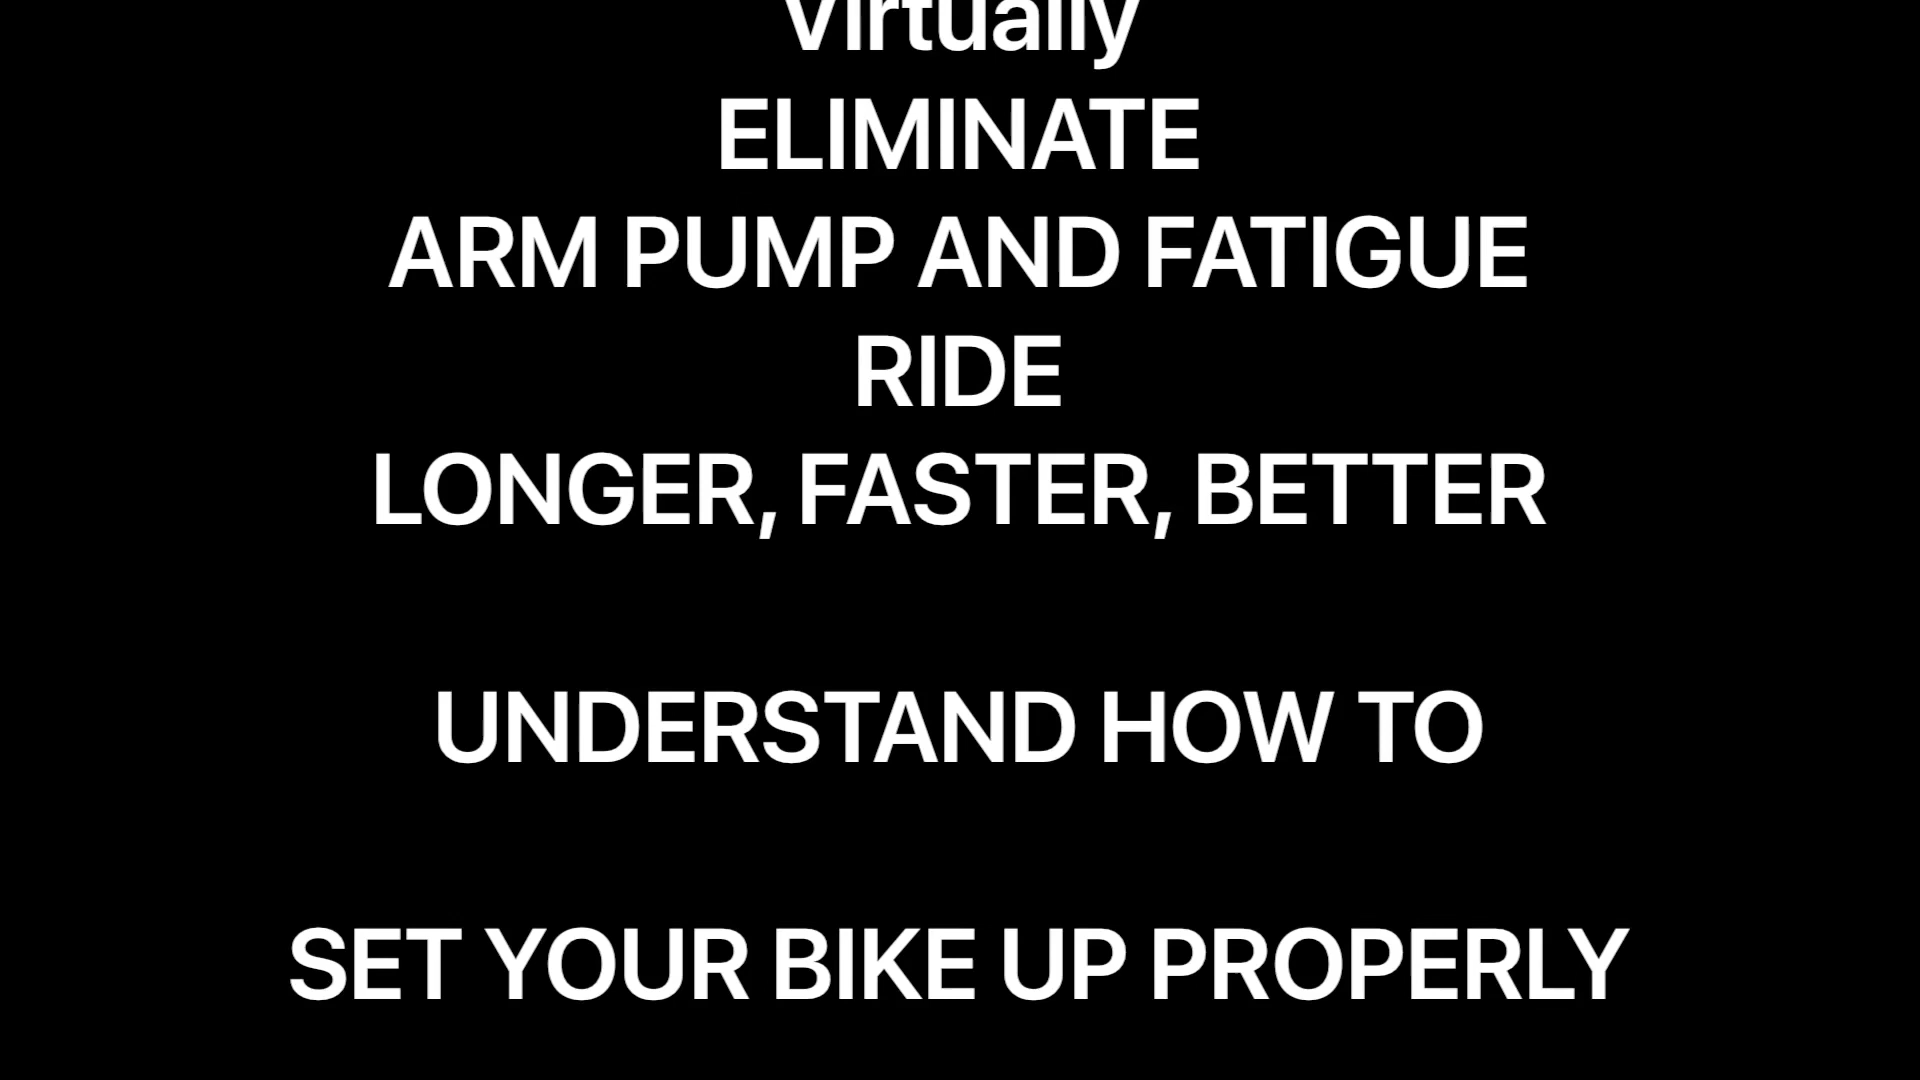 Virtually
ELIMINATE
ARM PUMP AND FATIGUE
RIDE
LONGER, FASTER, BETTER
UNDERSTAND HOW TO
SET YOUR BIKE UP PROPERLY